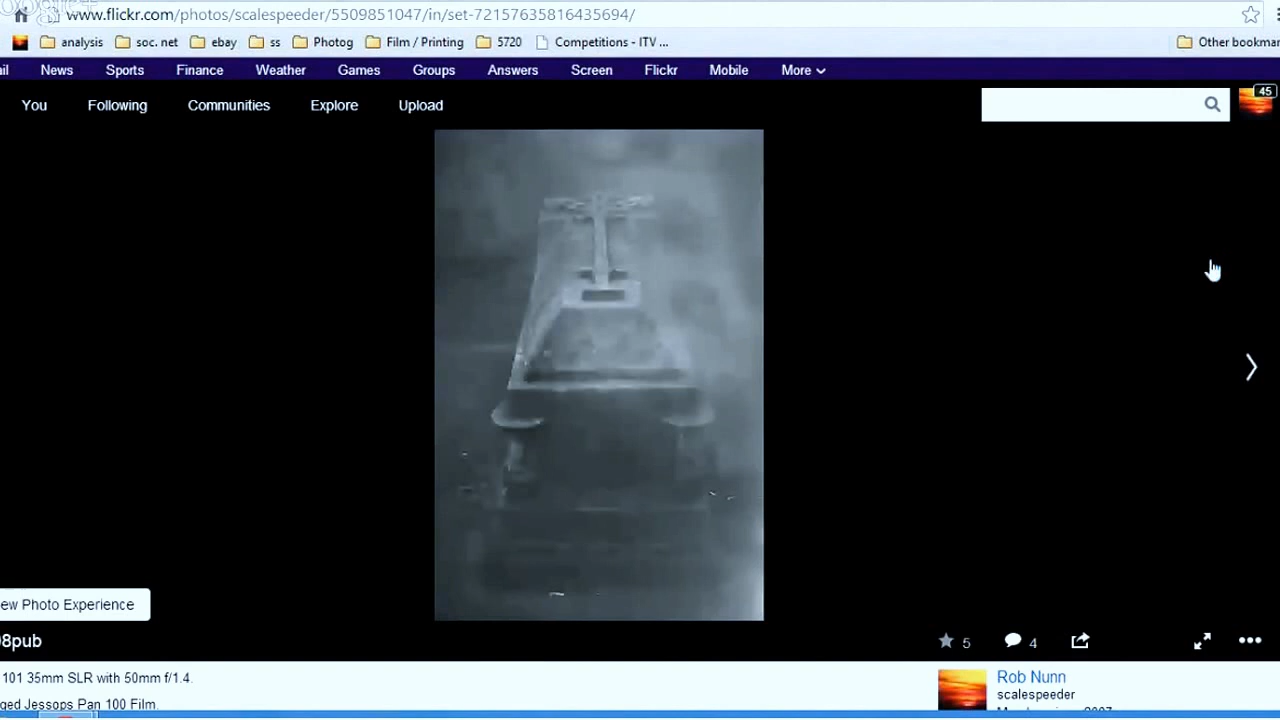 www.flickr.com/photos/scalespeeder/5509851047/in/set-72157635816435694/
analysis soc. net ebay ss Photog Film / Printing 5720 Competitions - ITV ... Other bookmar
ail News Sports Finance Weather Games Groups Answers Screen Flickr Mobile More
You Following Communities Explore Upload
45
ew Photo Experience
08pub
5 4
101 35mm SLR with 50mm f/1.4.
Rob Nunn
scalespeeder
ged Jessops Pan 100 Film.